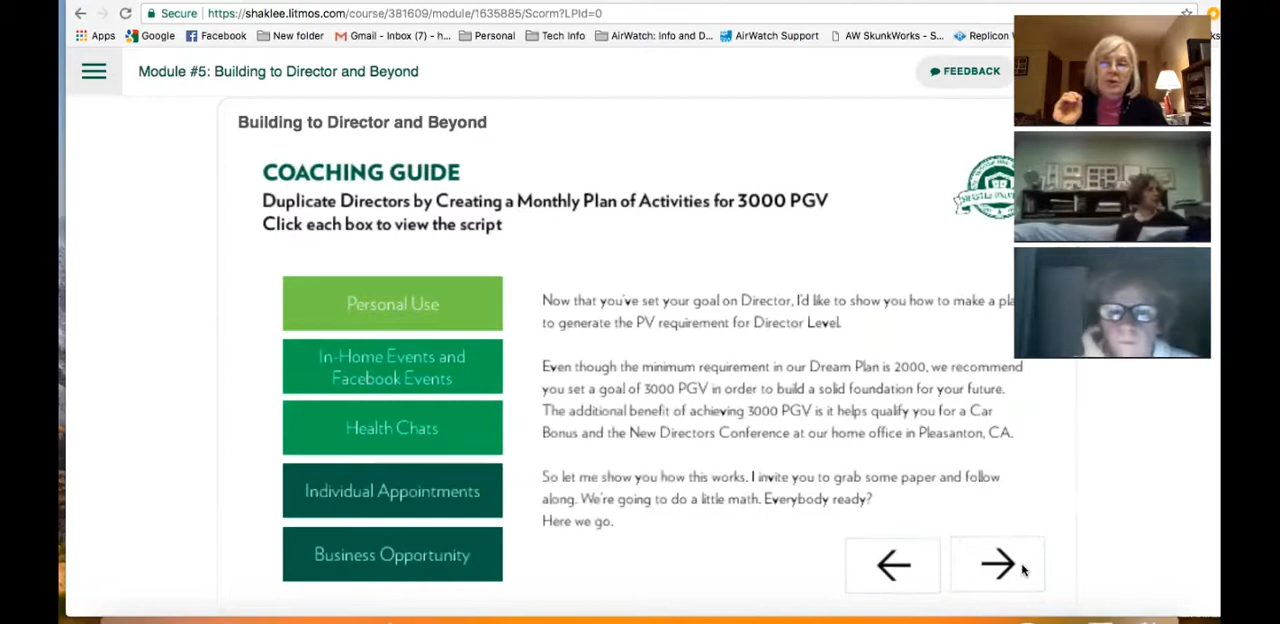 Secure https://shaklee.litmos.com/course/381609/module/1635885/Scorm?LPId=0
Apps Google Facebook New folder Gmail - Inbox (7) - h... Personal Tech Info AirWatch: Info and D... AirWatch Support AW SkunkWorks - S... Replicon
Module #5: Building to Director and Beyond
FEEDBACK
Building to Director and Beyond
COACHING GUIDE
Duplicate Directors by Creating a Monthly Plan of Activities for 3000 PGV
Click each box to view the script
Personal Use
In-Home Events and
Facebook Events
Health Chats
Individual Appointments
Business Opportunity
Now that you've set your goal on Director, I'd like to show you how to make a pla
to generate the PV requirement for Director Level.
Even though the minimum requirement in our Dream Plan is 2000, we recommend
you set a goal of 3000 PGV in order to build a solid foundation for your future.
The additional benefit of achieving 3000 PGV is it helps qualify you for a Car
Bonus and the New Directors Conference at our home office in Pleasanton, CA.
So let me show you how this works. I invite you to grab some paper and follow
along. We're going to do a little math. Everybody ready?
Here we go.